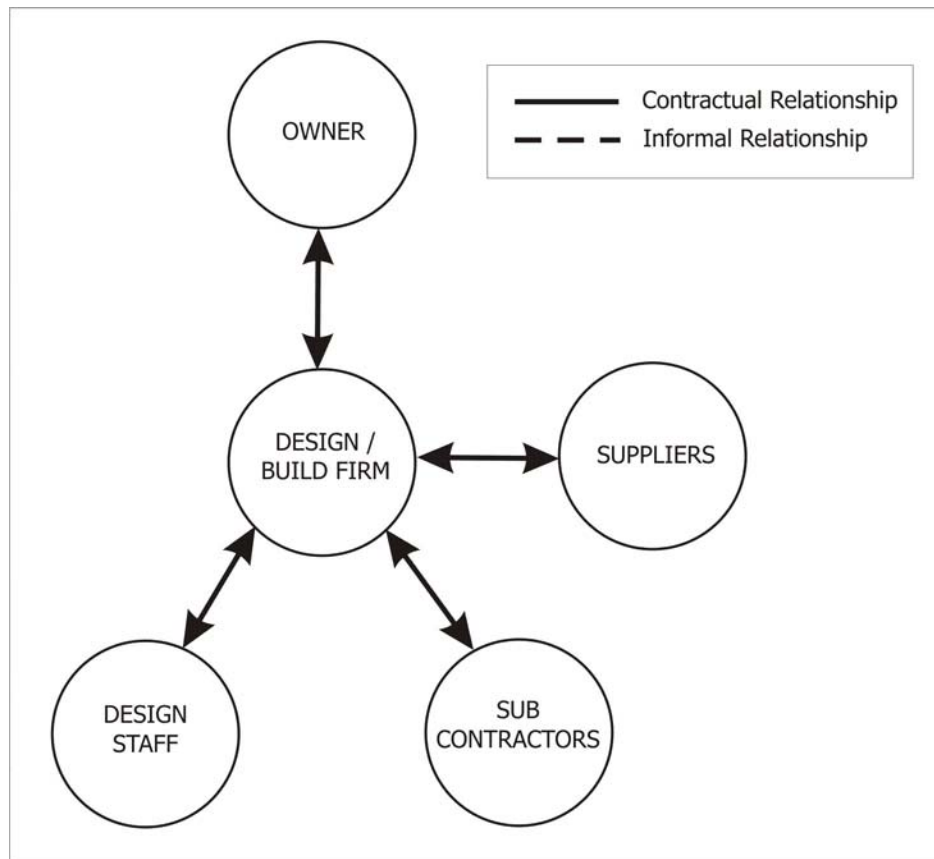 OWNER
Contractual Relationship
Informal Relationship
DESIGN /
BUILD FIRM
SUPPLIERS
DESIGN
STAFF
SUB
CONTRACTORS